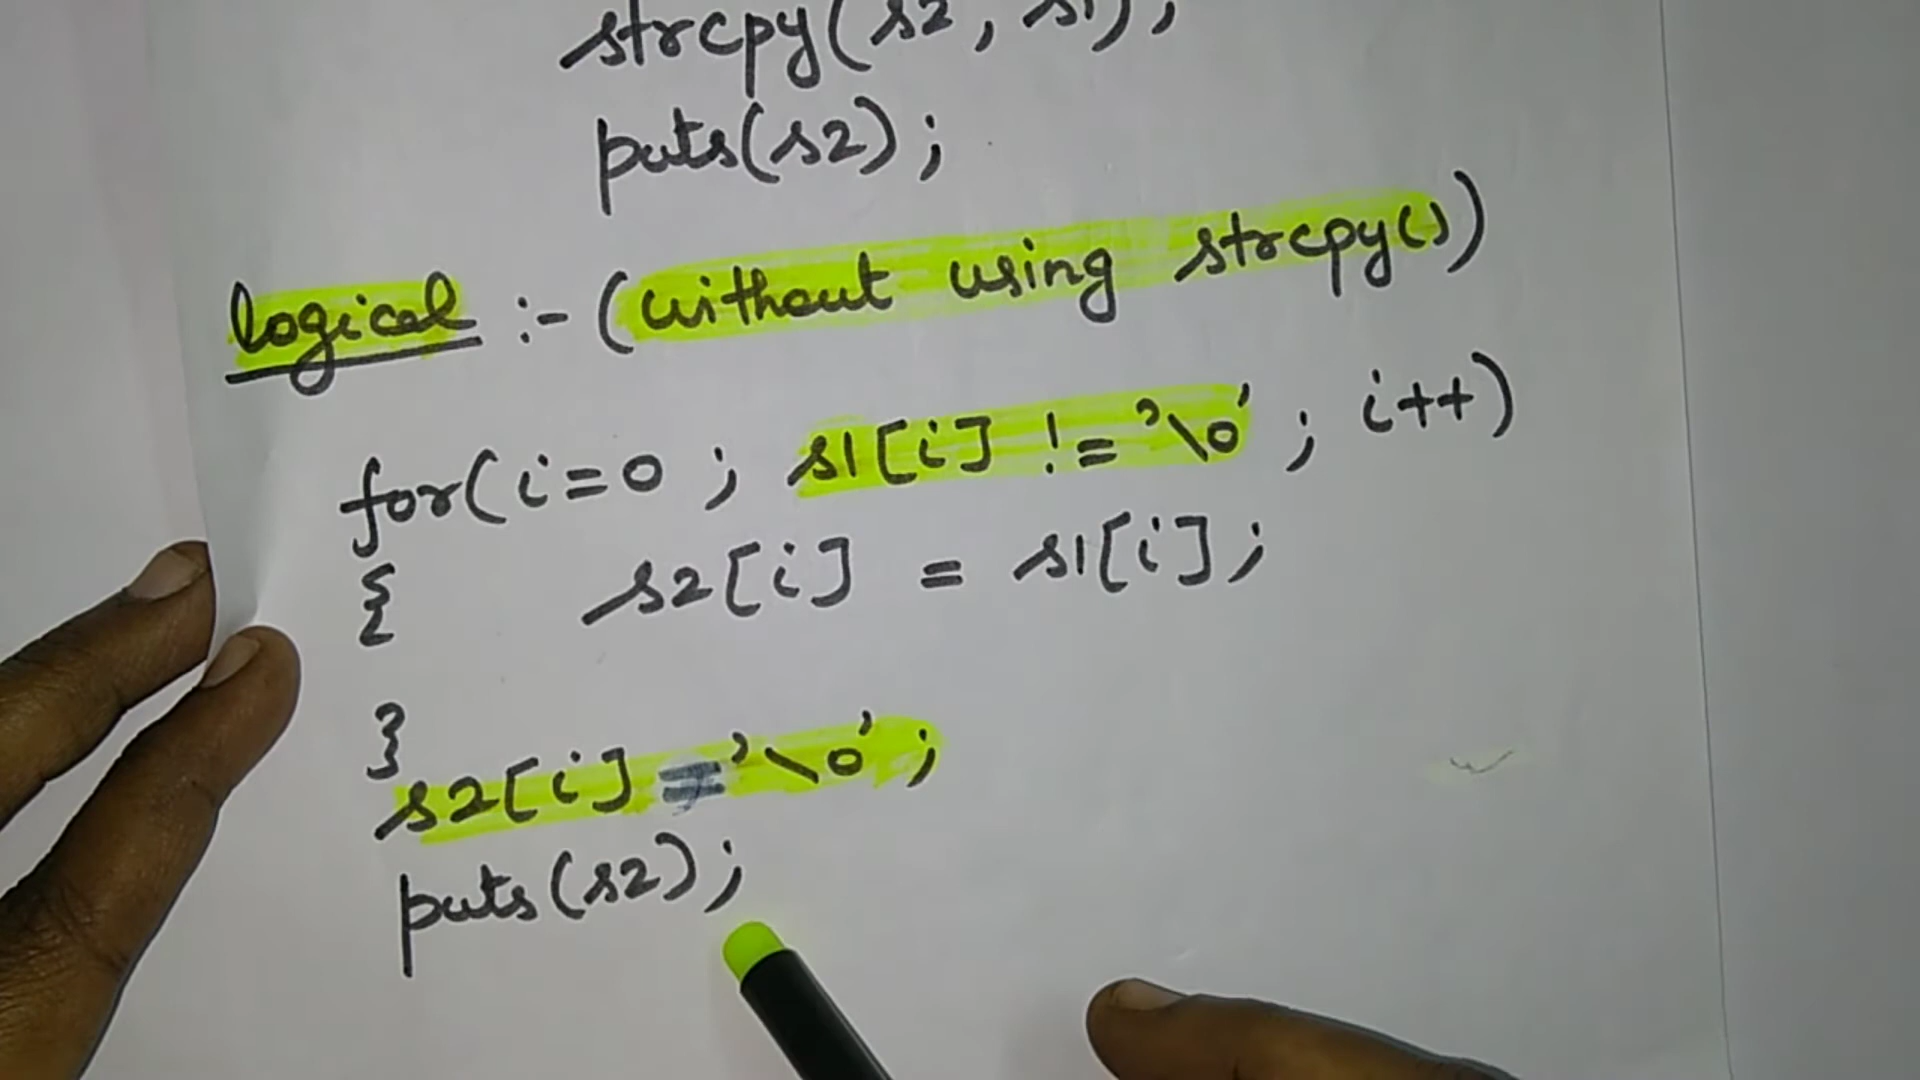 strcpy(s2, s1);
puts(s2);
logical :- (without using strcpy())
for(i=0 ; s1[i] != '\0' ; i++)
{ s2[i] = s1[i];
}
s2[i] = '\0';
puts(s2);